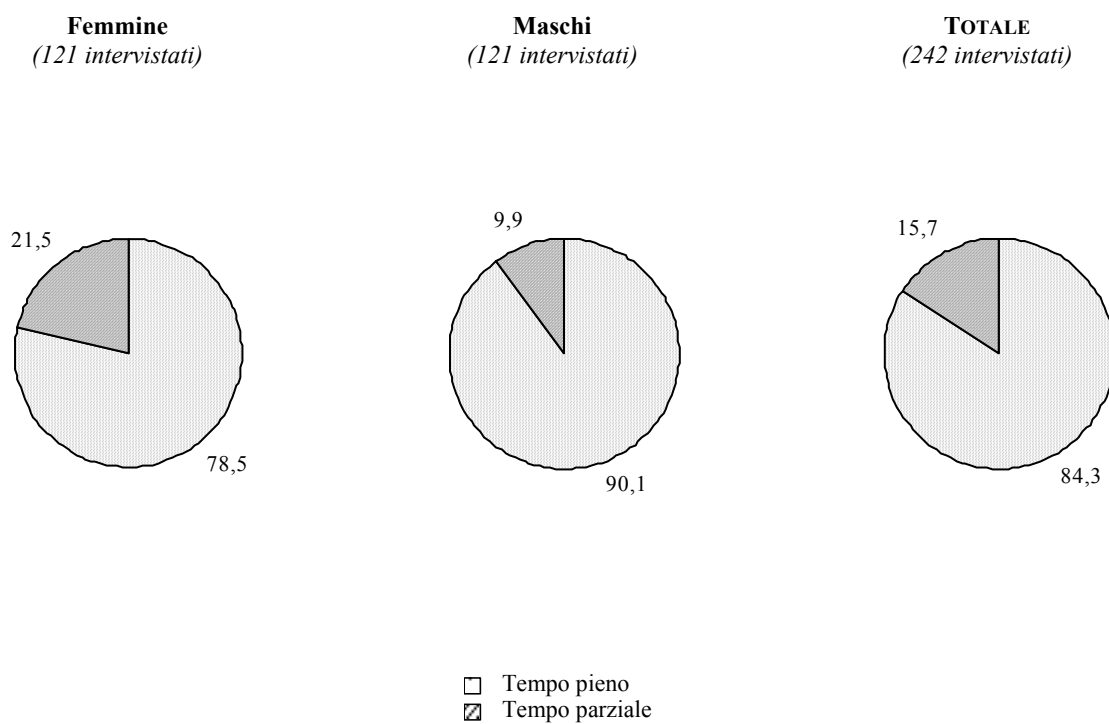 Femmine
(121 intervistati)
Maschi
(121 intervistati)
TOTALE
(242 intervistati)
21,5
78,5
9,9
90,1
15,7
84,3
Tempo pieno
Tempo parziale